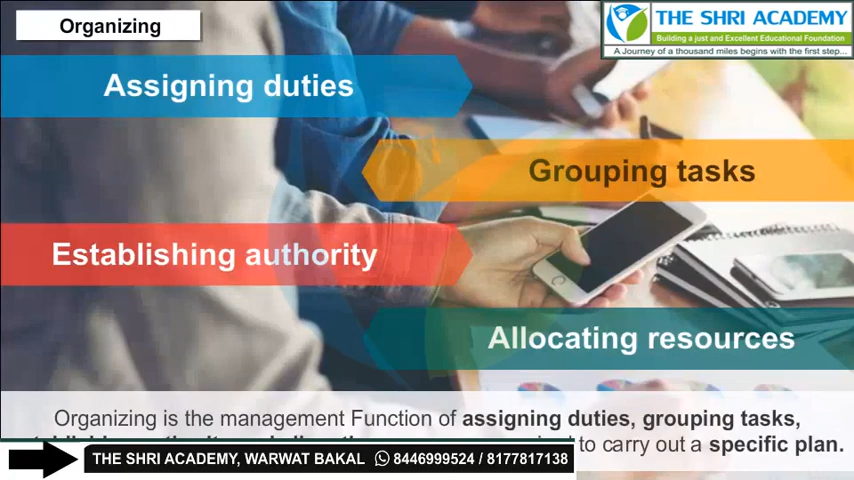 Organizing
THE SHRI ACADEMY
Building a just and Excellent Educational Foundation
A Journey of a thousand miles begins with the first step...
Assigning duties
Grouping tasks
Establishing authority
Allocating resources
Organizing is the management Function of assigning duties, grouping tasks,
to carry out a specific plan.
THE SHRI ACADEMY, WARWAT BAKAL 8446999524 / 8177817138